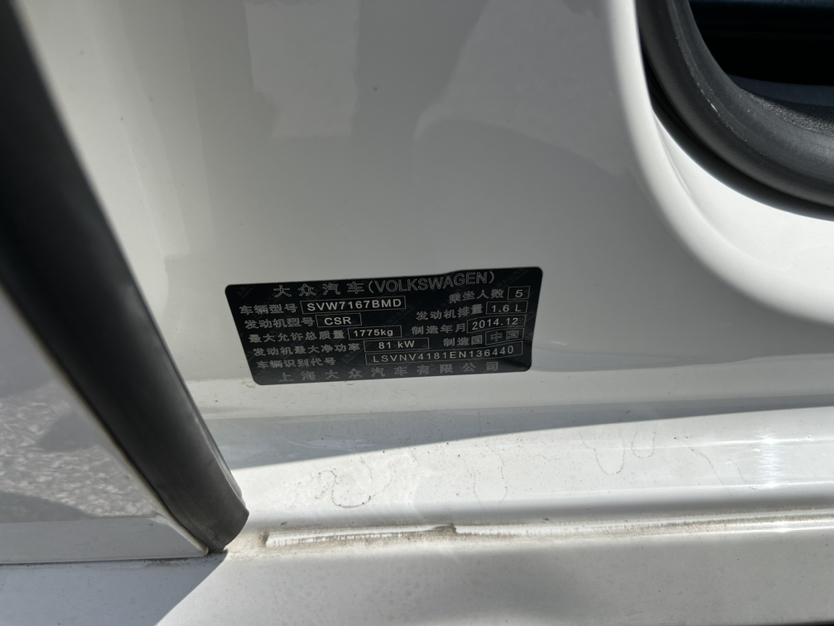 大众汽车(VOLKSWAGEN)
车辆型号 SVW7167BMD 乘坐人数 5
发动机型号 CSR 发动机排量 1.6 L
最大允许总质量 1775kg 制造年月 2014.12
发动机最大净功率 81 kW 制造国 中国
车辆识别代号 LSVNV4181EN136440
上海大众汽车有限公司